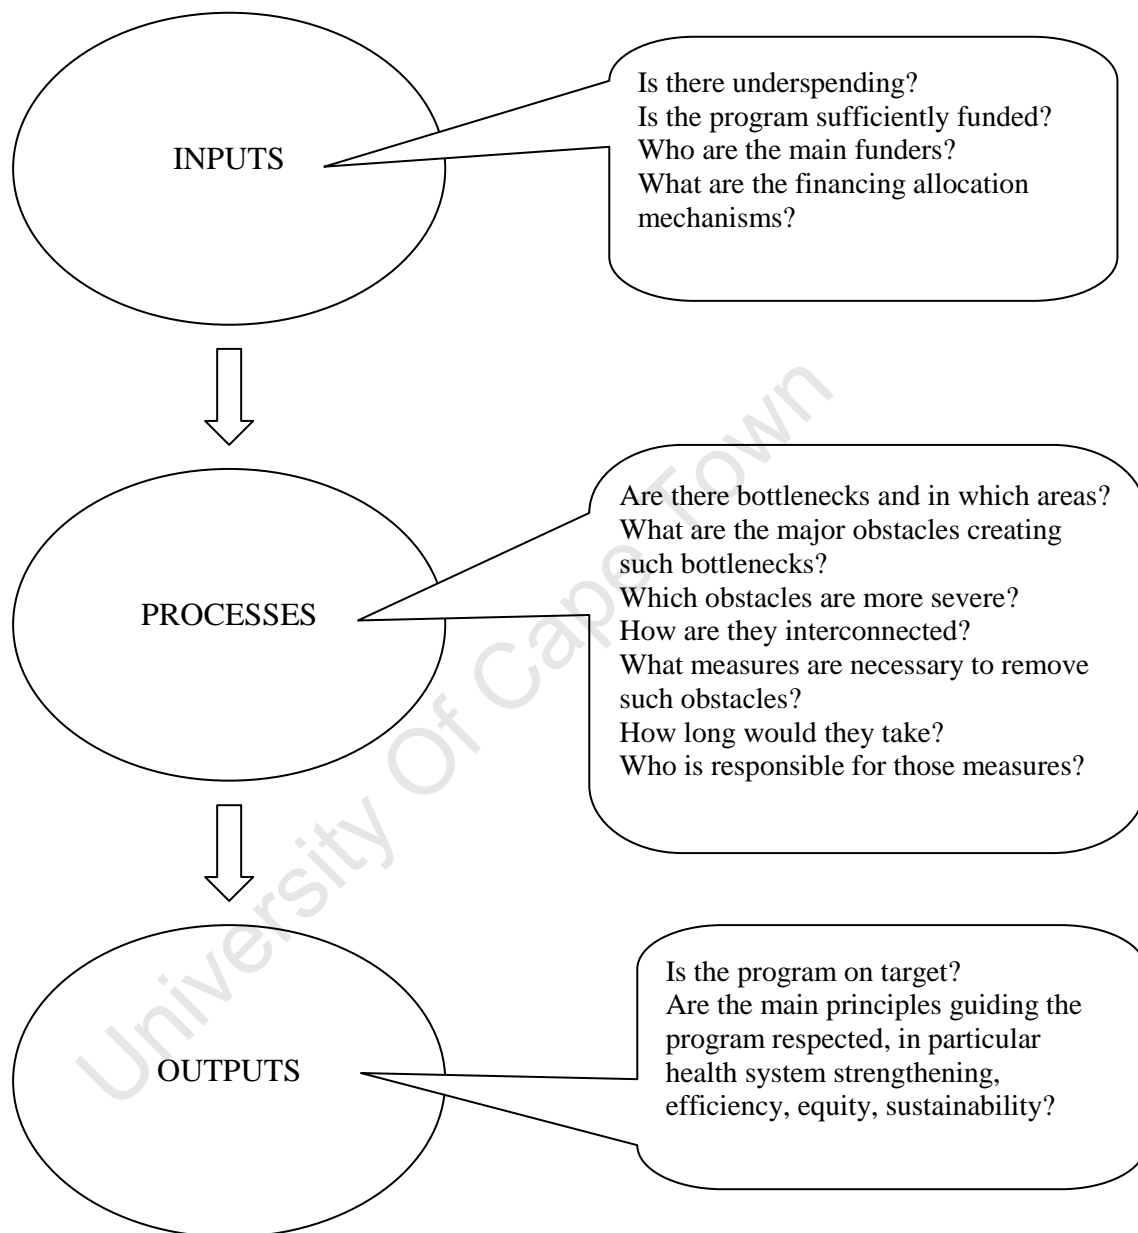 INPUTS
Is there underspending?
Is the program sufficiently funded?
Who are the main funders?
What are the financing allocation
mechanisms?
PROCESSES
Are there bottlenecks and in which areas?
What are the major obstacles creating
such bottlenecks?
Which obstacles are more severe?
How are they interconnected?
What measures are necessary to remove
such obstacles?
How long would they take?
Who is responsible for those measures?
OUTPUTS
Is the program on target?
Are the main principles guiding the
program respected, in particular
health system strengthening,
efficiency, equity, sustainability?
University Of Cape Town